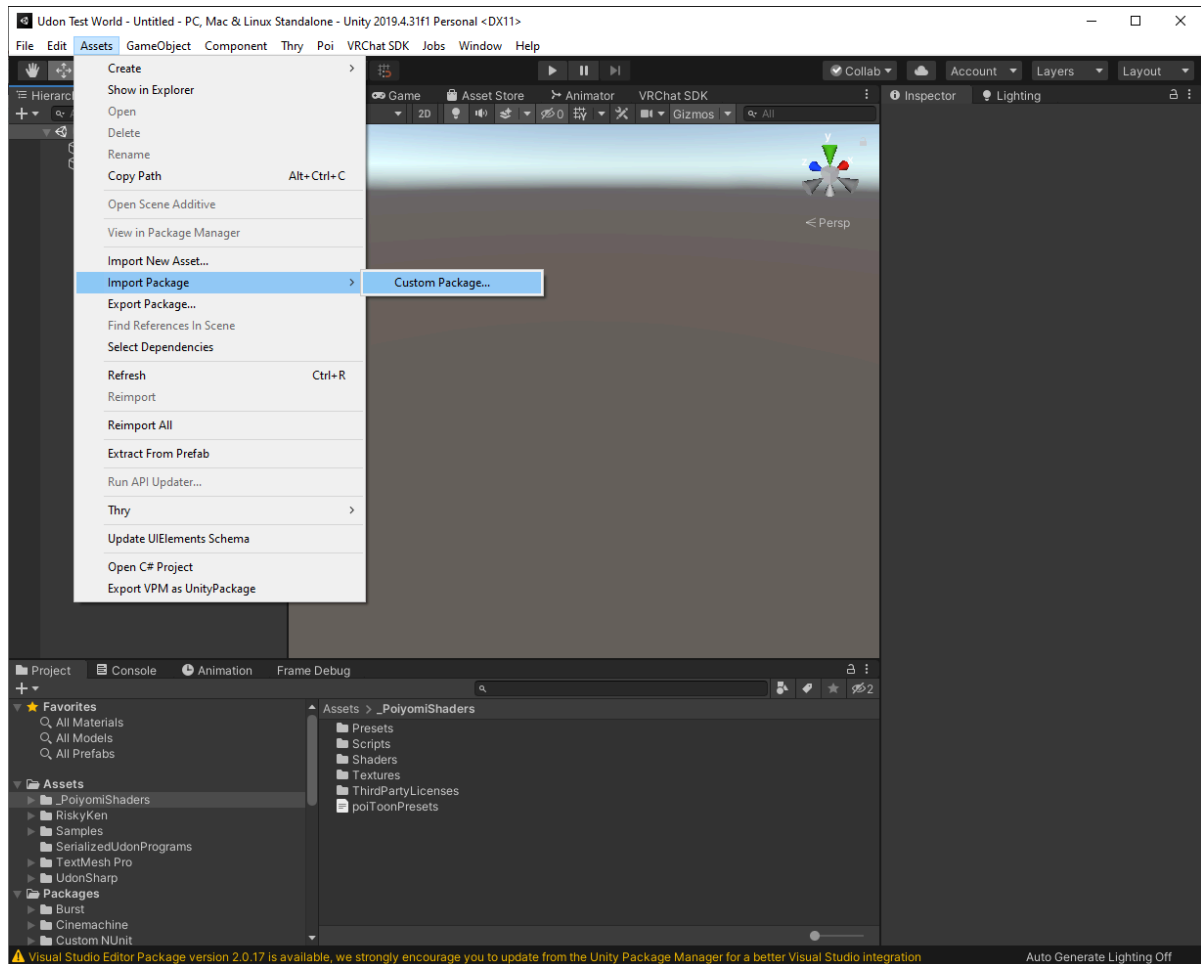 Udon Test World - Untitled - PC, Mac & Linux Standalone - Unity 2019.4.31f1 Personal <DX11>
File Edit Assets GameObject Component Thry Poi VRChat SDK Jobs Window Help
Collab Account Layers Layout
Game Asset Store Animator VRChat SDK
Inspector Lighting
2D 0 Gizmos All
y
Persp
Create
Show in Explorer
Open
Delete
Rename
Copy Path Alt+Ctrl+C
Open Scene Additive
View in Package Manager
Import New Asset...
Import Package
Custom Package...
Export Package...
Find References In Scene
Select Dependencies
Refresh Ctrl+R
Reimport
Reimport All
Extract From Prefab
Run API Updater...
Thry
Update UIElements Schema
Open C# Project
Export VPM as UnityPackage
Project Console Animation Frame Debug
2
Favorites
All Materials
All Models
All Prefabs
Assets
_PoiyomiShaders
RiskyKen
Samples
SerializedUdonPrograms
TextMesh Pro
UdonSharp
Packages
Burst
Cinemachine
Custom NUnit
Assets > _PoiyomiShaders
Presets
Scripts
Shaders
Textures
ThirdPartyLicenses
poiToonPresets
Visual Studio Editor Package version 2.0.17 is available, we strongly encourage you to update from the Unity Package Manager for a better Visual Studio integration
Auto Generate Lighting Off